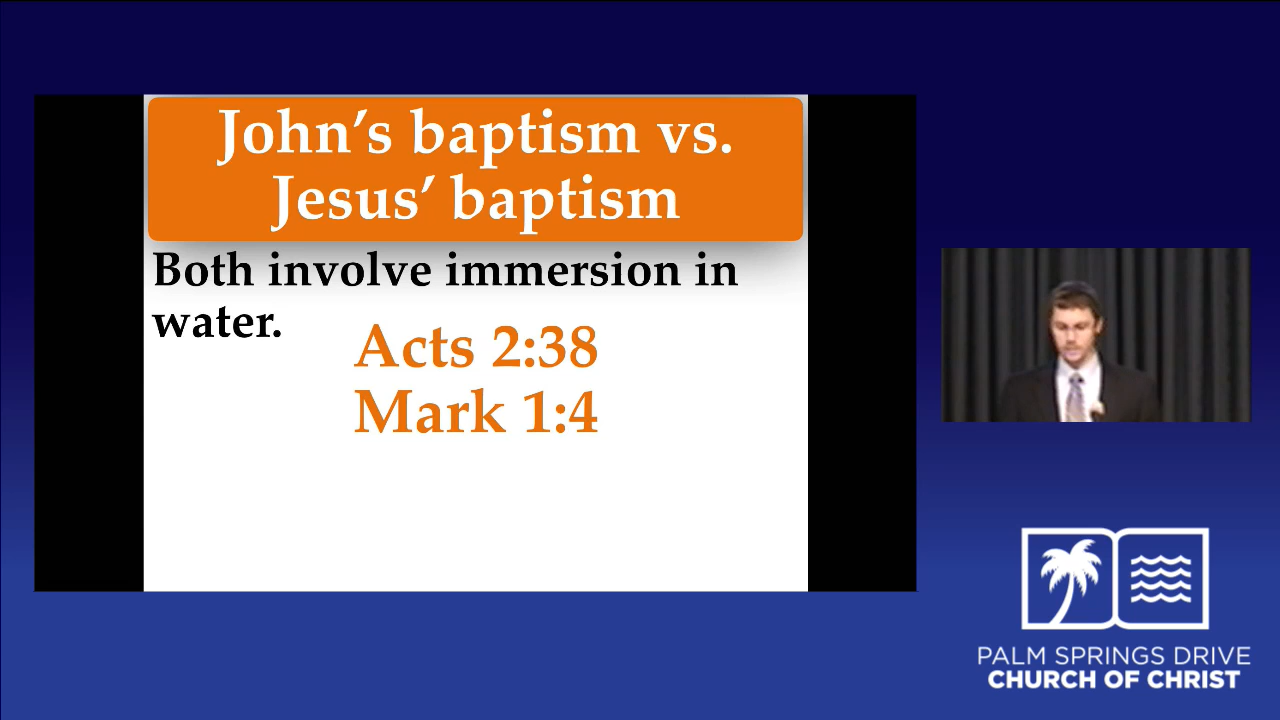 John’s baptism vs.
Jesus’ baptism
Both involve immersion in
water.
Acts 2:38
Mark 1:4
PALM SPRINGS DRIVE
CHURCH OF CHRIST